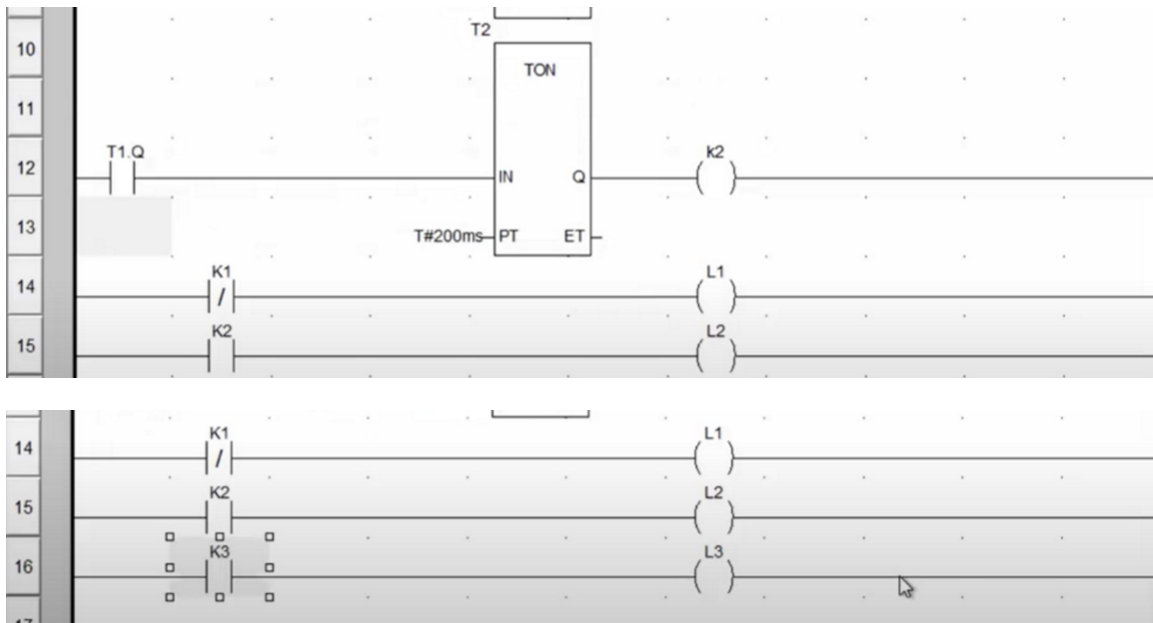 T2
10
TON
11
T1.Q
k2
12
IN Q
13
T#200ms PT ET
K1 L1
14
/
K2 L2
15
K1 L1
14
/
K2 L2
15
K3 L3
16